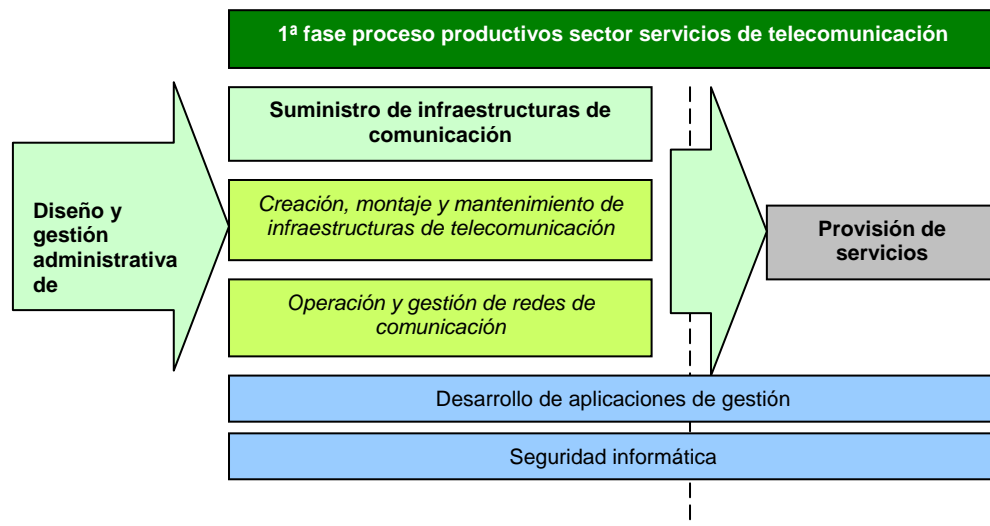 1ª fase proceso productivos sector servicios de telecomunicación
Suministro de infraestructuras de
comunicación
Diseño y
gestión
administrativa
de
Creación, montaje y mantenimiento de
infraestructuras de telecomunicación
Operación y gestión de redes de
comunicación
Provisión de
servicios
Desarrollo de aplicaciones de gestión
Seguridad informática